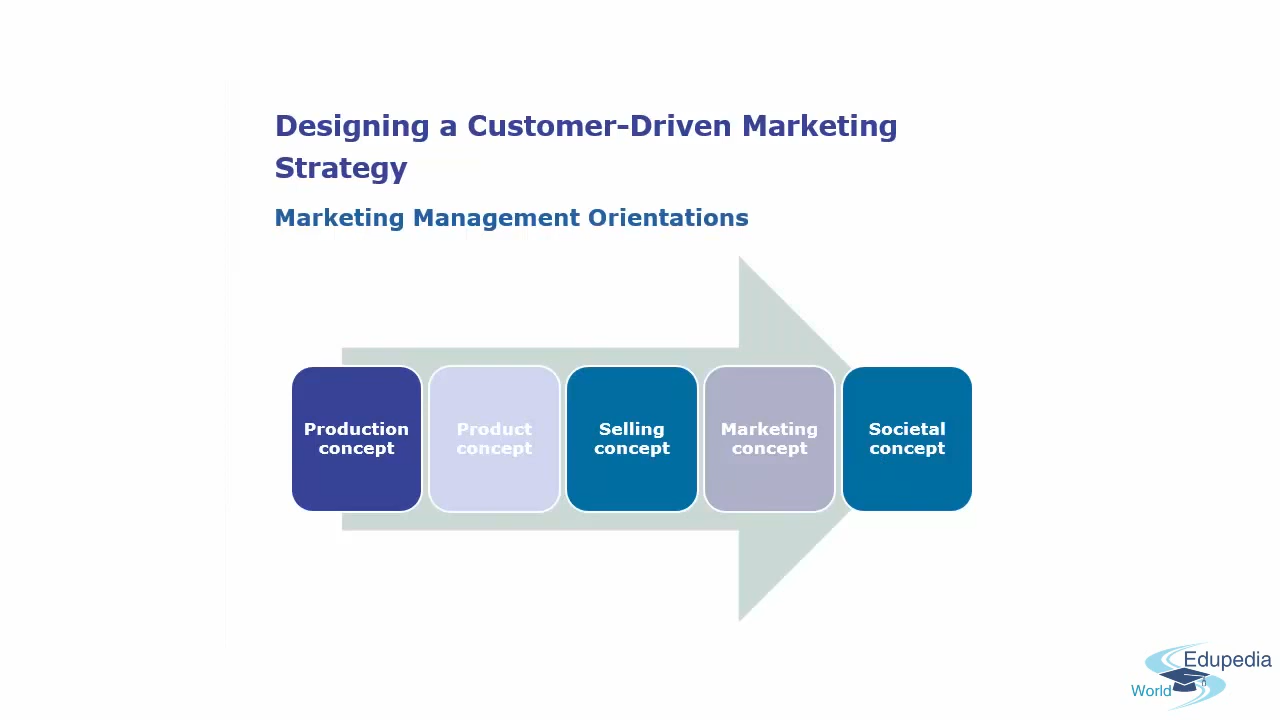 Designing a Customer-Driven Marketing
Strategy
Marketing Management Orientations
Production
concept
Product
concept
Selling
concept
Marketing
concept
Societal
concept
Edupedia
World